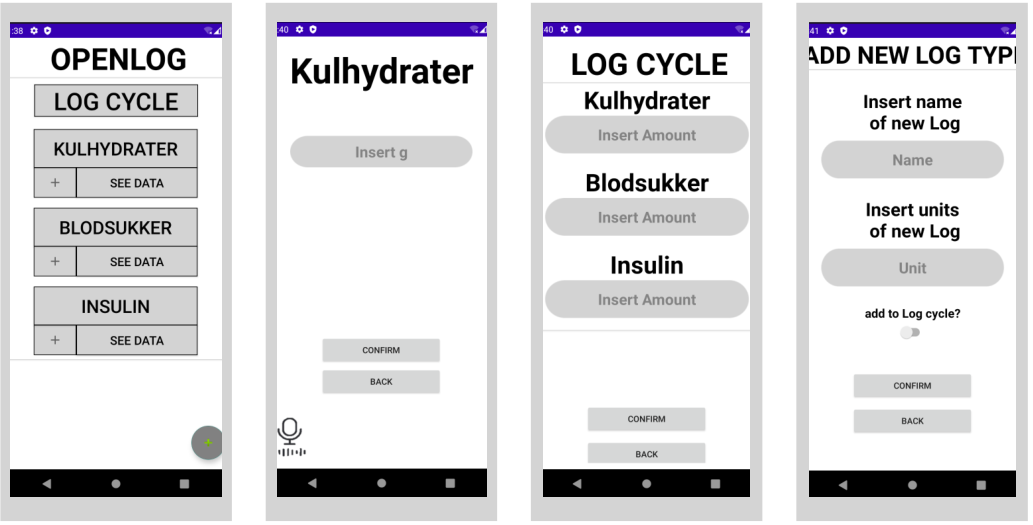 :38
OPENLOG
LOG CYCLE
KULHYDRATER
+ SEE DATA
BLODSUKKER
+ SEE DATA
INSULIN
+ SEE DATA
+
:40
Kulhydrater
Insert g
CONFIRM
BACK
40
LOG CYCLE
Kulhydrater
Insert Amount
Blodsukker
Insert Amount
Insulin
Insert Amount
CONFIRM
BACK
41
ADD NEW LOG TYP
Insert name
of new Log
Name
Insert units
of new Log
Unit
add to Log cycle?
CONFIRM
BACK